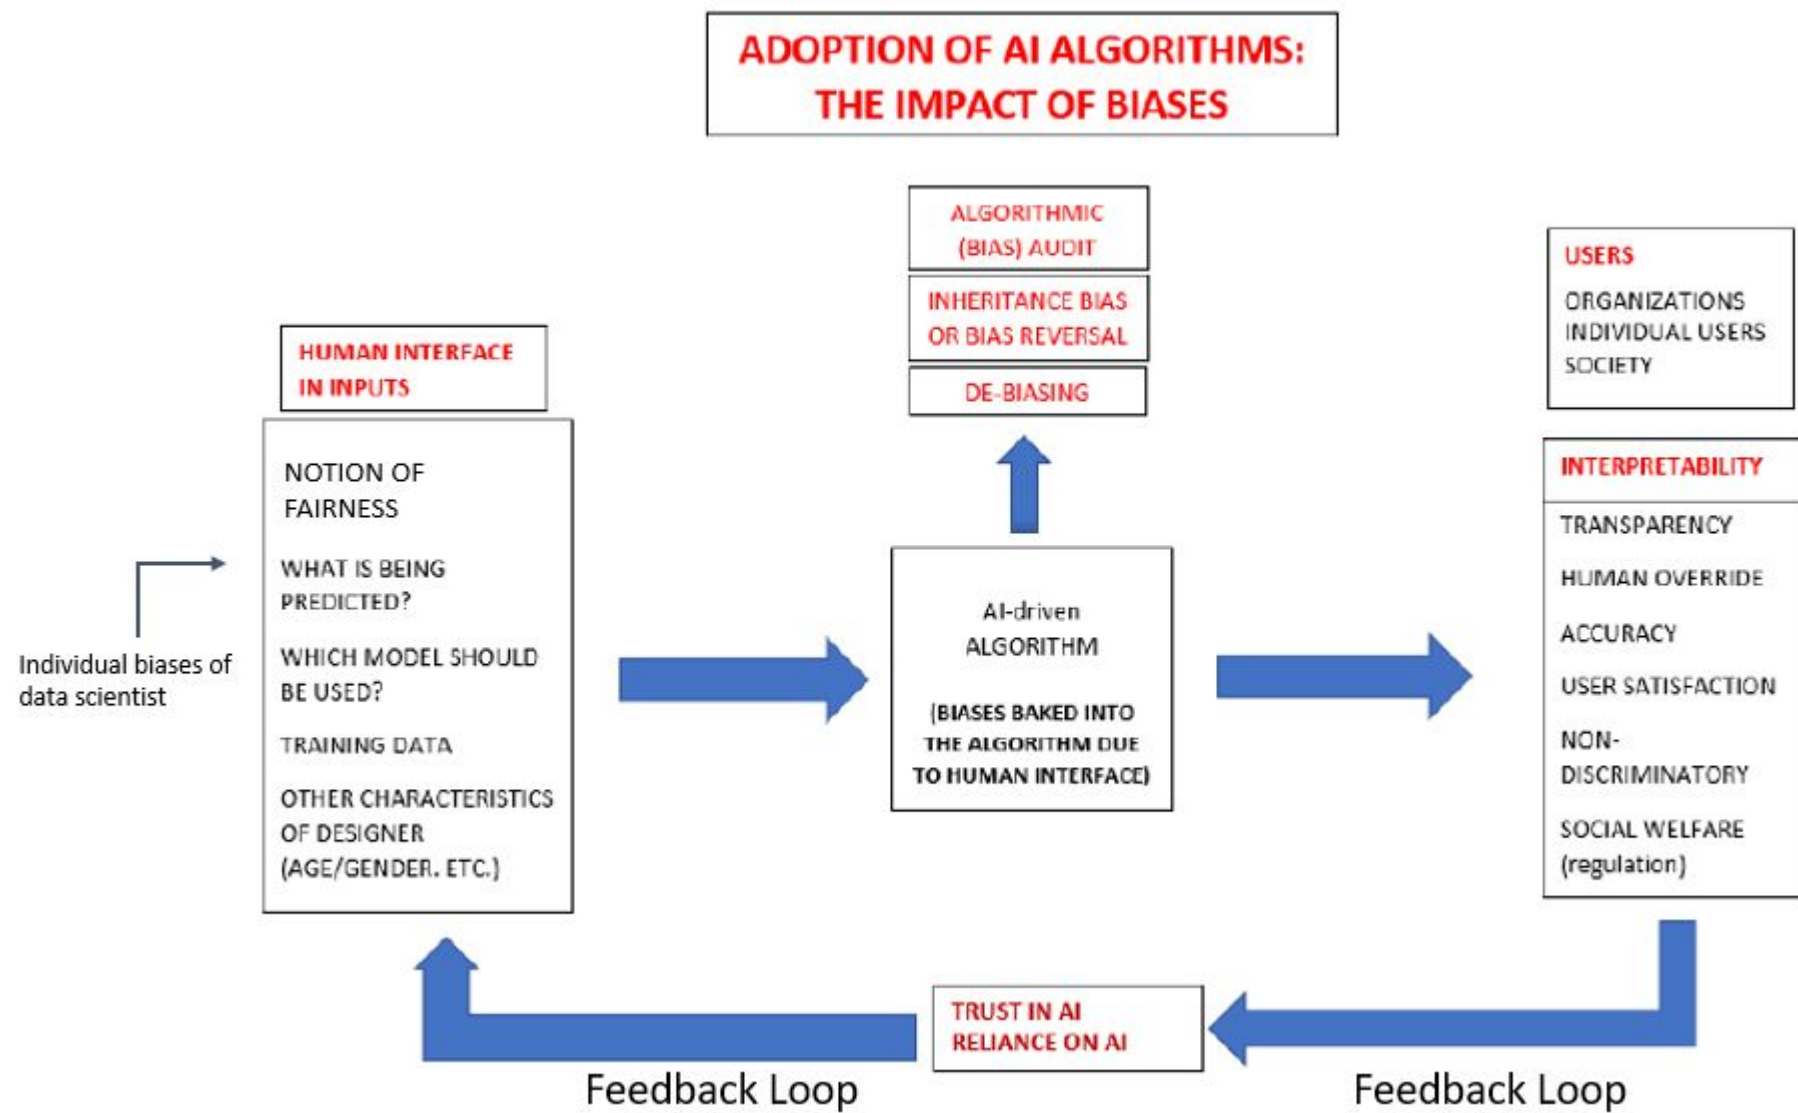 ADOPTION OF AI ALGORITHMS:
THE IMPACT OF BIASES
ALGORITHMIC
(BIAS) AUDIT
INHERITANCE BIAS
OR BIAS REVERSAL
DE-BIASING
USERS
ORGANIZATIONS
INDIVIDUAL USERS
SOCIETY
HUMAN INTERFACE
IN INPUTS
NOTION OF
FAIRNESS
WHAT IS BEING
PREDICTED?
WHICH MODEL SHOULD
BE USED?
TRAINING DATA
OTHER CHARACTERISTICS
OF DESIGNER
(AGE/GENDER. ETC.)
Individual biases of
data scientist
AI-driven
ALGORITHM
(BIASES BAKED INTO
THE ALGORITHM DUE
TO HUMAN INTERFACE)
INTERPRETABILITY
TRANSPARENCY
HUMAN OVERRIDE
ACCURACY
USER SATISFACTION
NON-
DISCRIMINATORY
SOCIAL WELFARE
(regulation)
TRUST IN AI
RELIANCE ON AI
Feedback Loop
Feedback Loop